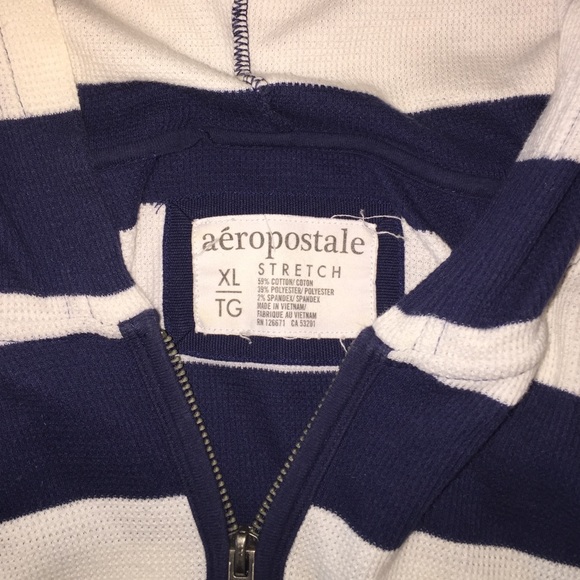 aéropostale
XL
TG
STRETCH
59% COTTON/ COTON
39% POLYESTER/ POLYESTER
2% SPANDEX/ SPANDEX
MADE IN VIETNAM/
FABRIQUE AU VIETNAM
RN 126671 CA 53201